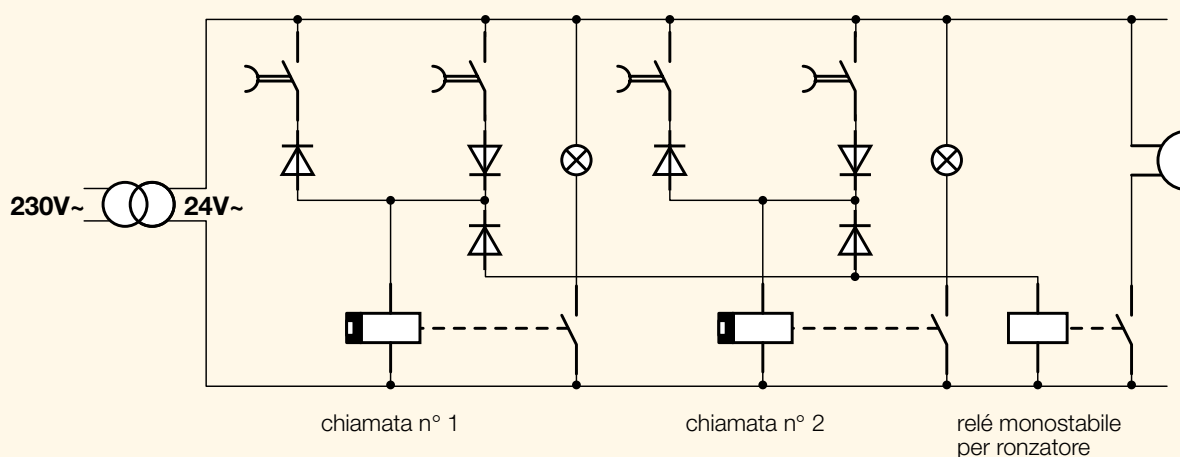 230V~
24V~
chiamata n° 1
chiamata n° 2
relé monostabile
per ronzatore